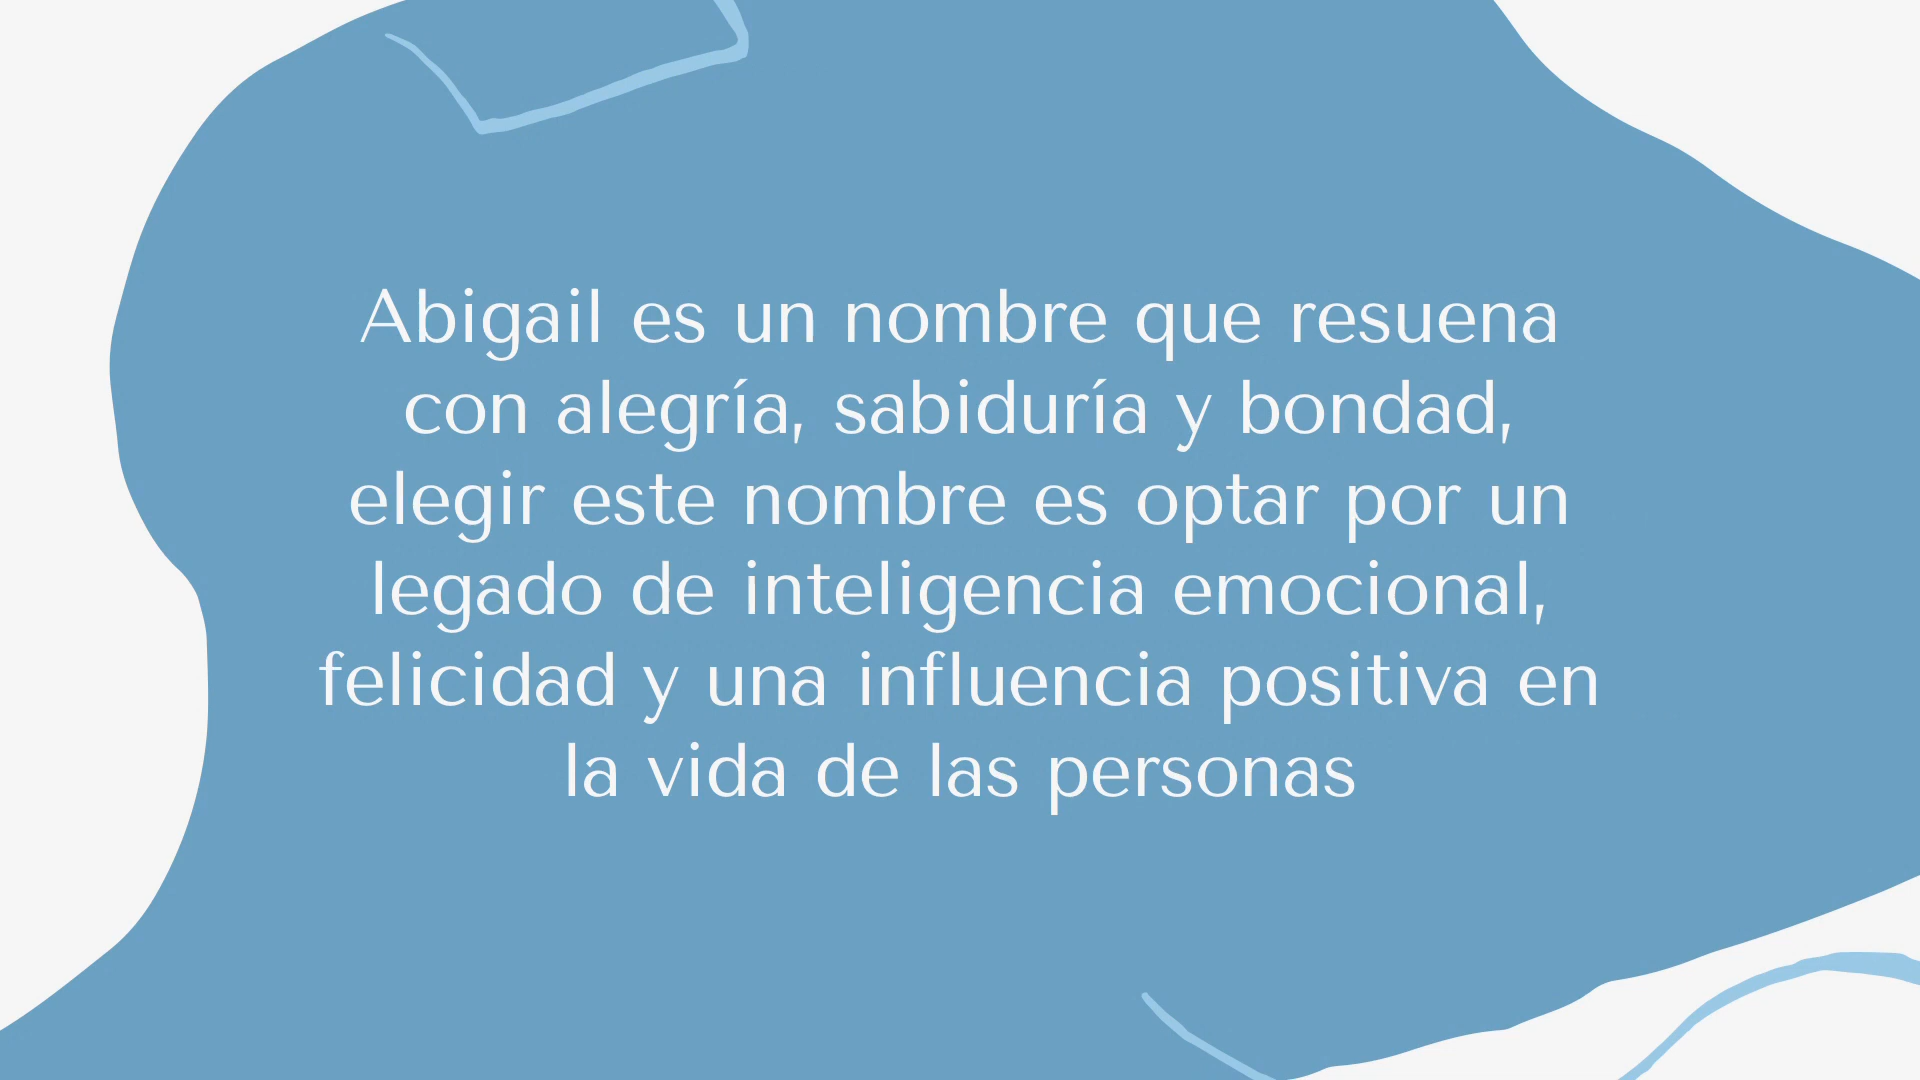 Abigail es un nombre que resuena
con alegría, sabiduría y bondad,
elegir este nombre es optar por un
legado de inteligencia emocional,
felicidad y una influencia positiva en
la vida de las personas